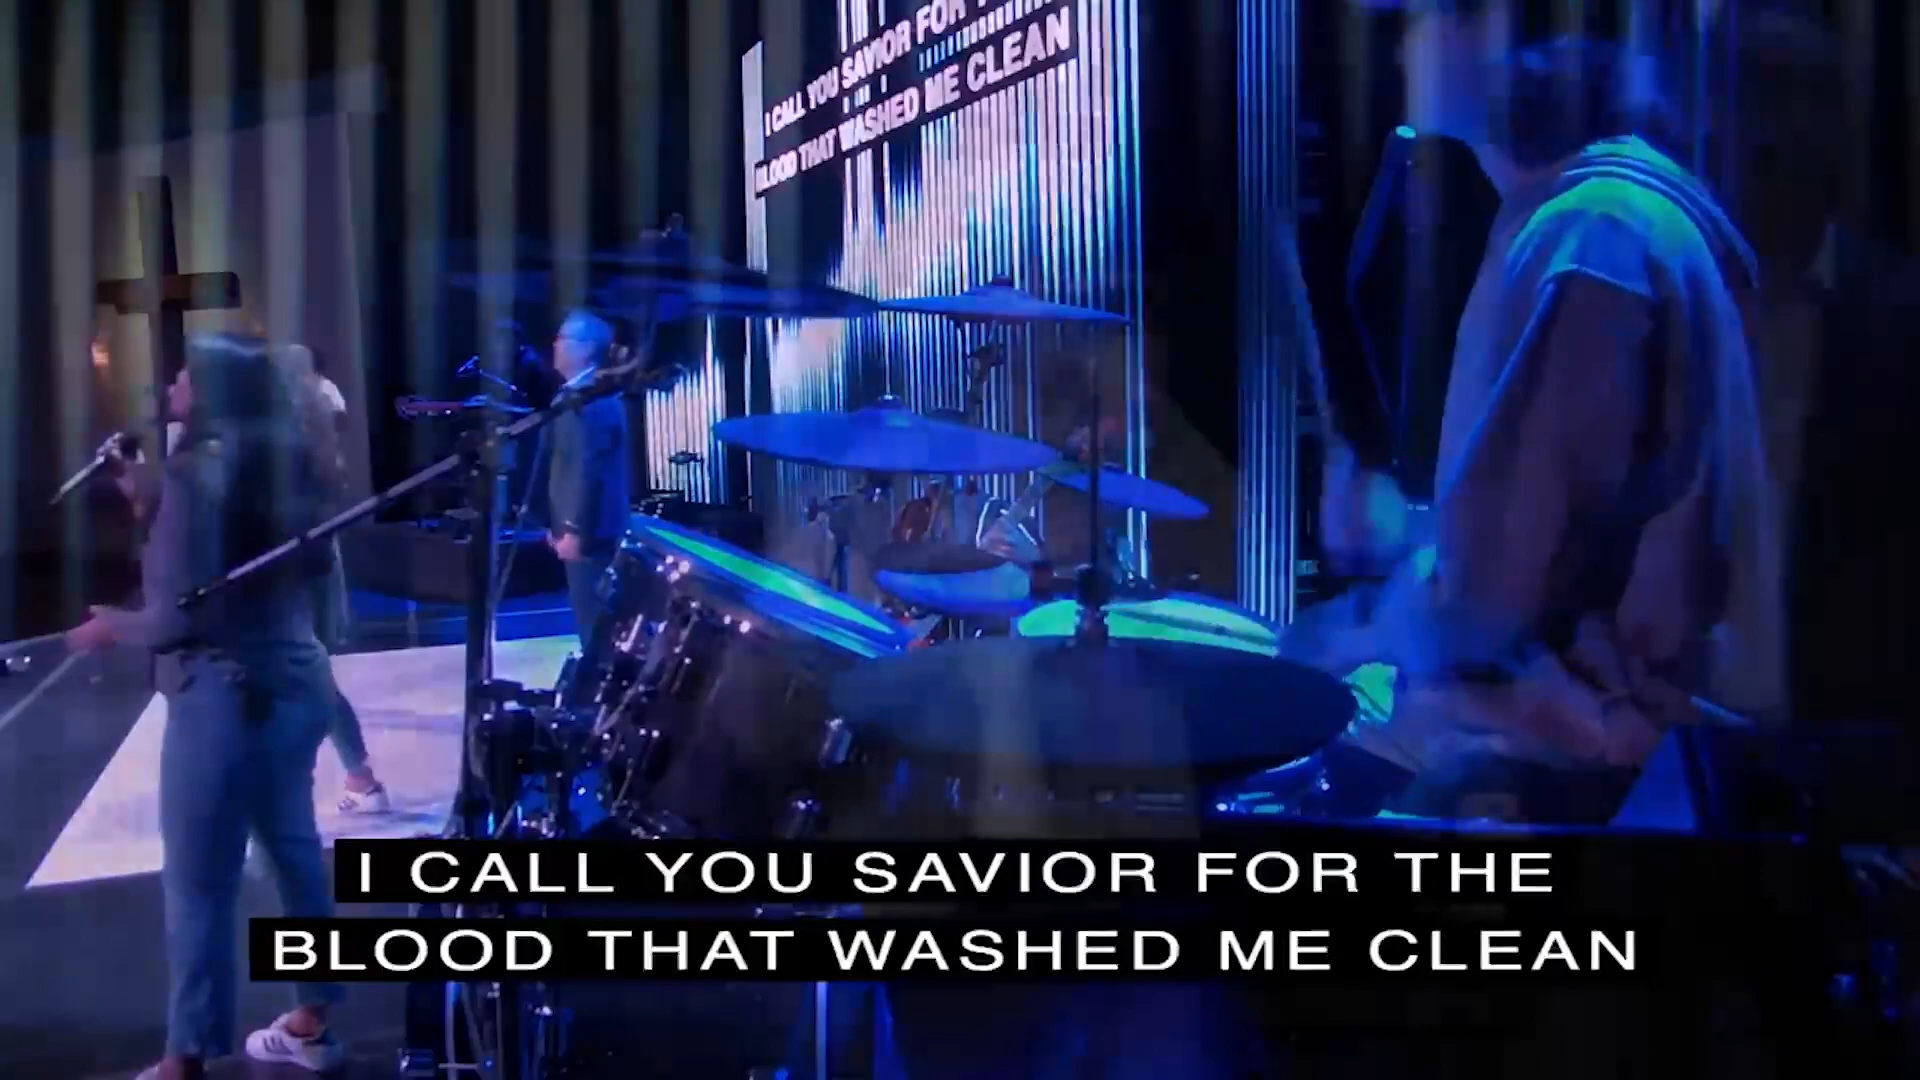 I CALL YOU SAVIOR FOR
BLOOD THAT WASHED ME CLEAN
I CALL YOU SAVIOR FOR THE
BLOOD THAT WASHED ME CLEAN